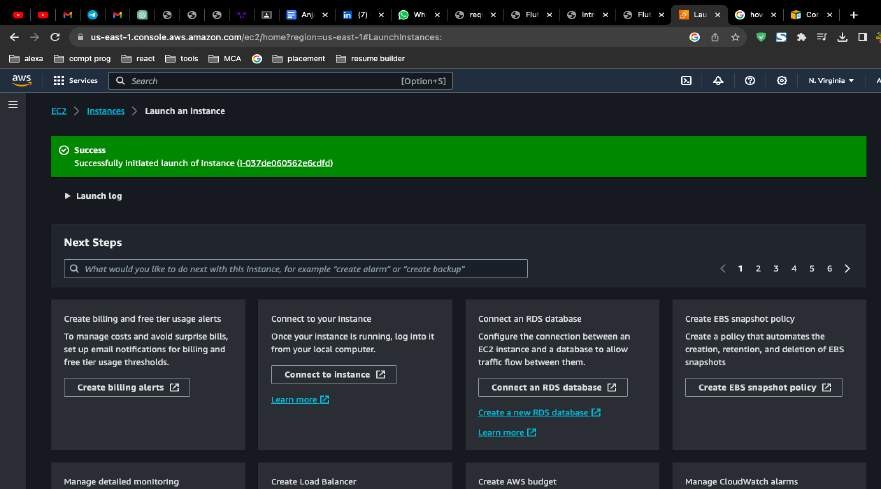 Anj
(7)
Wh
req
Flut
Intr
Flut
Lau
hov
Cor
us-east-1.console.aws.amazon.com/ec2/home?region=us-east-1#LaunchInstances:
alexa
compt prog
react
tools
MCA
placement
resume builder
aws
Services
Search
[Option+S]
N. Virginia
EC2
Instances
Launch an instance
Success
Successfully initiated launch of instance (i-037de060562e6cdfd)
Launch log
Next Steps
What would you like to do next with this instance, for example "create alarm" or "create backup"
1 2 3 4 5 6
Create billing and free tier usage alerts
To manage costs and avoid surprise bills,
set up email notifications for billing and
free tier usage thresholds.
Create billing alerts
Connect to your instance
Once your instance is running, log into it
from your local computer.
Connect to instance
Learn more
Connect an RDS database
Configure the connection between an
EC2 instance and a database to allow
traffic flow between them.
Connect an RDS database
Create a new RDS database
Learn more
Create EBS snapshot policy
Create a policy that automates the
creation, retention, and deletion of EBS
snapshots
Create EBS snapshot policy
Manage detailed monitoring
Create Load Balancer
Create AWS budget
Manage CloudWatch alarms